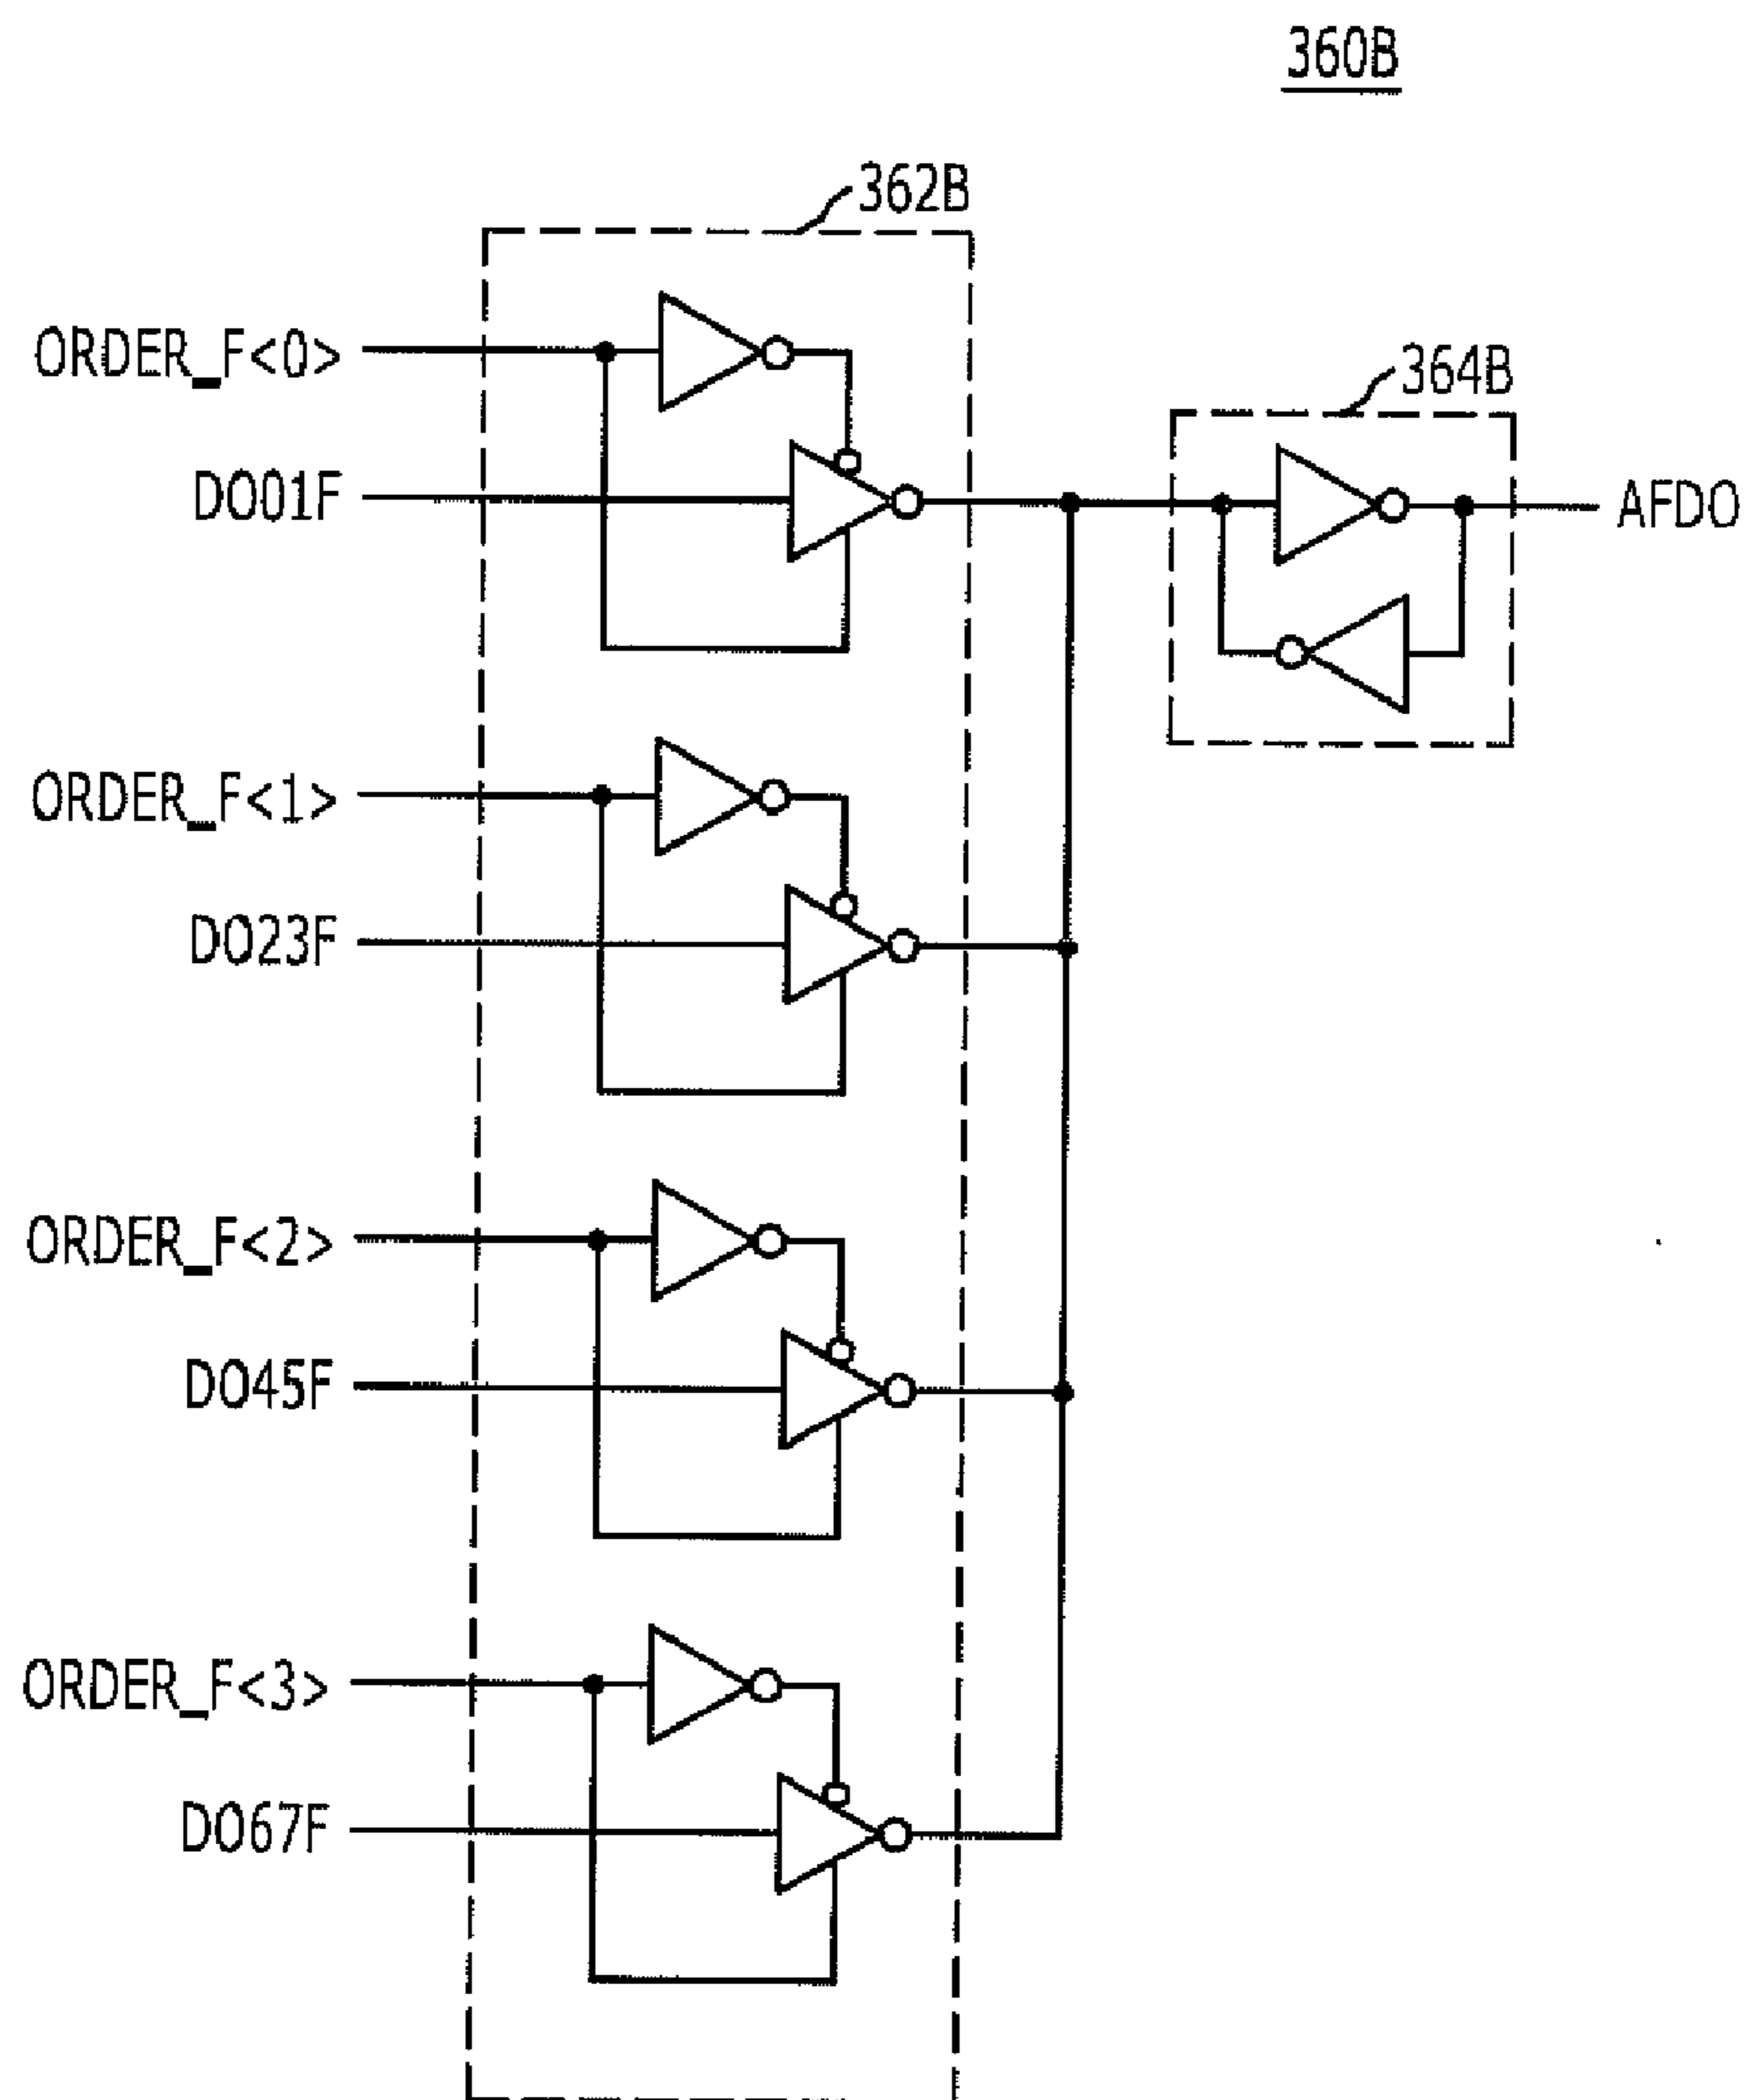 360B
362B
ORDER_F<0>
364B
DO01F
AFDO
ORDER_F<1>
DO23F
ORDER_F<2>
DO45F
ORDER_F<3>
DO67F